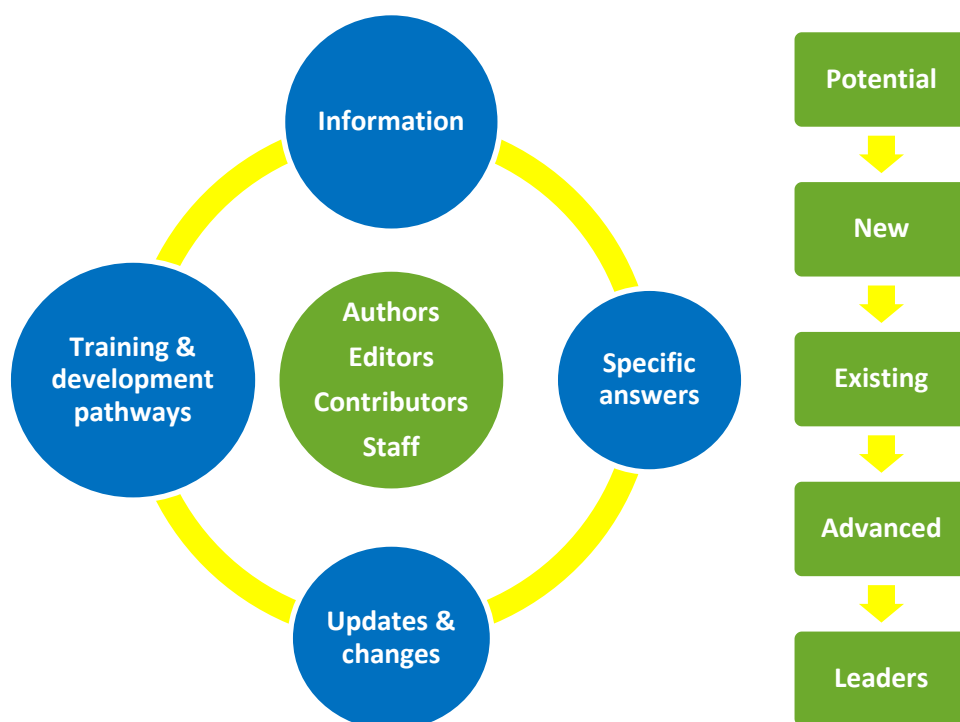 Information
Training &
development
pathways
Authors
Editors
Contributors
Staff
Specific
answers
Updates &
changes
Potential
New
Existing
Advanced
Leaders